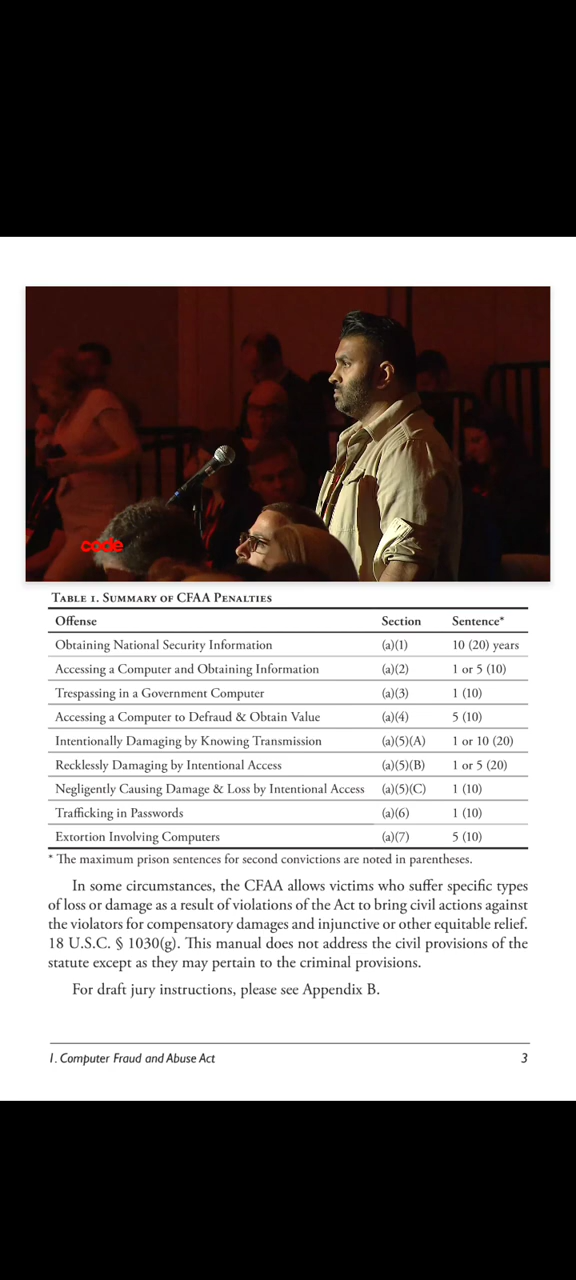 code
TABLE 1. SUMMARY OF CFAA PENALTIES
Offense Section Sentence*
Obtaining National Security Information (a)(1) 10 (20) years
Accessing a Computer and Obtaining Information (a)(2) 1 or 5 (10)
Trespassing in a Government Computer (a)(3) 1 (10)
Accessing a Computer to Defraud & Obtain Value (a)(4) 5 (10)
Intentionally Damaging by Knowing Transmission (a)(5)(A) 1 or 10 (20)
Recklessly Damaging by Intentional Access (a)(5)(B) 1 or 5 (20)
Negligently Causing Damage & Loss by Intentional Access (a)(5)(C) 1 (10)
Trafficking in Passwords (a)(6) 1 (10)
Extortion Involving Computers (a)(7) 5 (10)
* The maximum prison sentences for second convictions are noted in parentheses.
In some circumstances, the CFAA allows victims who suffer specific types
of loss or damage as a result of violations of the Act to bring civil actions against
the violators for compensatory damages and injunctive or other equitable relief.
18 U.S.C. § 1030(g). This manual does not address the civil provisions of the
statute except as they may pertain to the criminal provisions.
For draft jury instructions, please see Appendix B.
1. Computer Fraud and Abuse Act 3